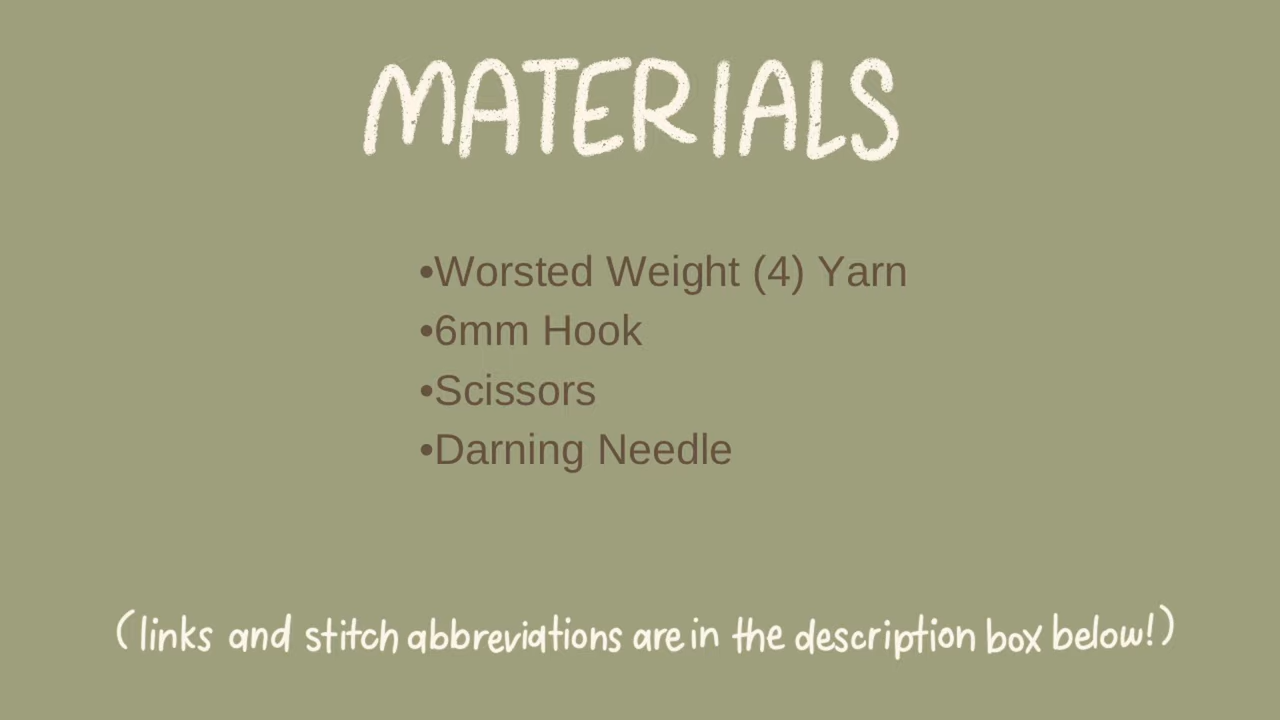 MATERIALS
•Worsted Weight (4) Yarn
•6mm Hook
•Scissors
•Darning Needle
(links and stitch abbreviations are in the description box below!)